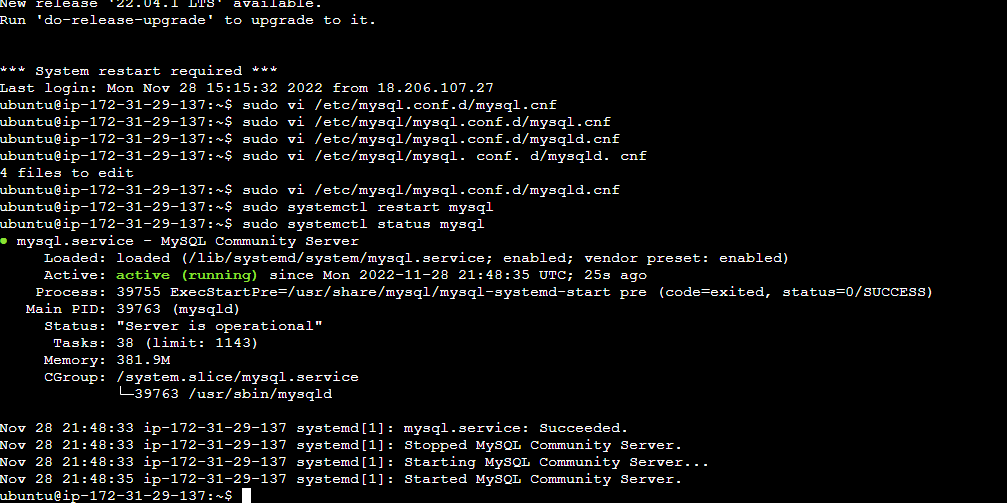 New release '22.04.1 LTS' available.
Run 'do-release-upgrade' to upgrade to it.
*** System restart required ***
Last login: Mon Nov 28 15:15:32 2022 from 18.206.107.27
ubuntu@ip-172-31-29-137:~$ sudo vi /etc/mysql.conf.d/mysql.cnf
ubuntu@ip-172-31-29-137:~$ sudo vi /etc/mysql/mysql.conf.d/mysql.cnf
ubuntu@ip-172-31-29-137:~$ sudo vi /etc/mysql/mysql.conf.d/mysqld.cnf
ubuntu@ip-172-31-29-137:~$ sudo vi /etc/mysql/mysql. conf. d/mysqld. cnf
4 files to edit
ubuntu@ip-172-31-29-137:~$ sudo vi /etc/mysql/mysql.conf.d/mysqld.cnf
ubuntu@ip-172-31-29-137:~$ sudo systemctl restart mysql
ubuntu@ip-172-31-29-137:~$ sudo systemctl status mysql
● mysql.service - MySQL Community Server
Loaded: loaded (/lib/systemd/system/mysql.service; enabled; vendor preset: enabled)
Active: active (running) since Mon 2022-11-28 21:48:35 UTC; 25s ago
Process: 39755 ExecStartPre=/usr/share/mysql/mysql-systemd-start pre (code=exited, status=0/SUCCESS)
Main PID: 39763 (mysqld)
Status: "Server is operational"
Tasks: 38 (limit: 1143)
Memory: 381.9M
CGroup: /system.slice/mysql.service
└─39763 /usr/sbin/mysqld
Nov 28 21:48:33 ip-172-31-29-137 systemd[1]: mysql.service: Succeeded.
Nov 28 21:48:33 ip-172-31-29-137 systemd[1]: Stopped MySQL Community Server.
Nov 28 21:48:33 ip-172-31-29-137 systemd[1]: Starting MySQL Community Server...
Nov 28 21:48:35 ip-172-31-29-137 systemd[1]: Started MySQL Community Server.
ubuntu@ip-172-31-29-137:~$